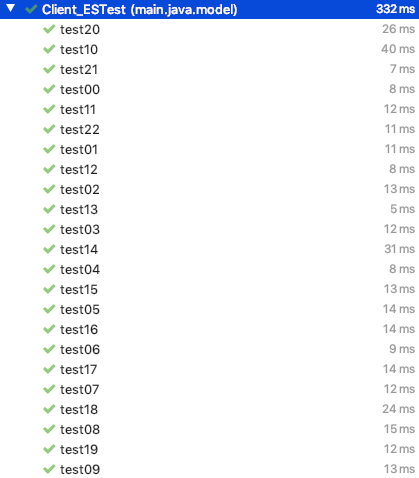 Client_ESTest (main.java.model) 332 ms
test20 26 ms
test10 40 ms
test21 7 ms
test00 8 ms
test11 12 ms
test22 11 ms
test01 11 ms
test12 8 ms
test02 13 ms
test13 5 ms
test03 12 ms
test14 31 ms
test04 8 ms
test15 13 ms
test05 14 ms
test16 14 ms
test06 9 ms
test17 14 ms
test07 12 ms
test18 24 ms
test08 15 ms
test19 12 ms
test09 13 ms